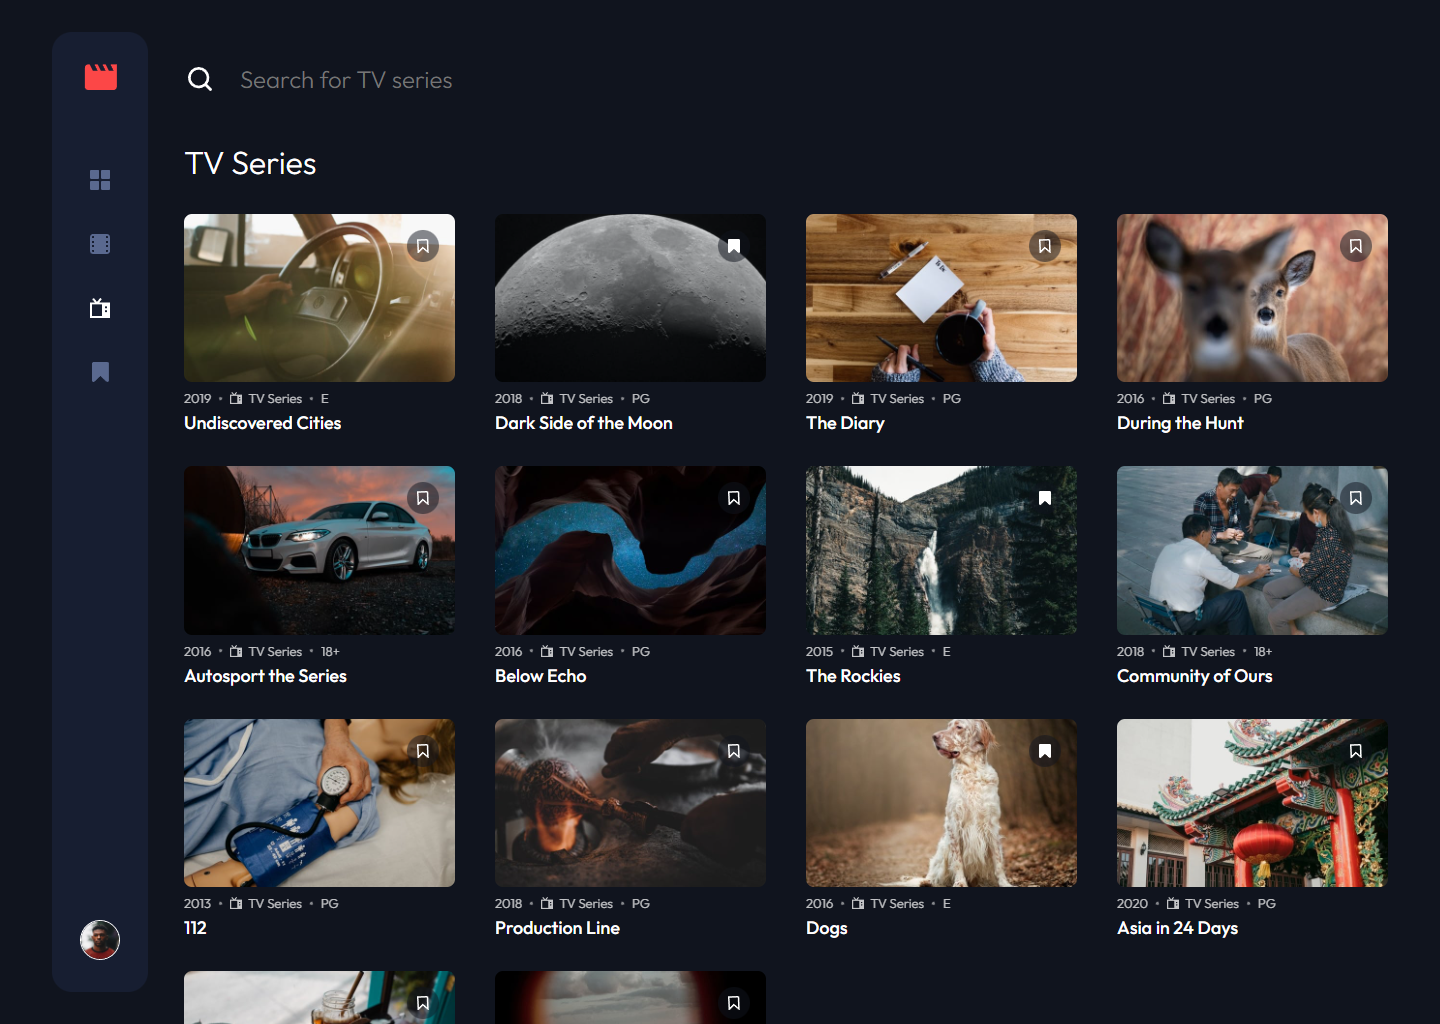 Search for TV series
TV Series
2019 • TV Series • E
Undiscovered Cities
2018 • TV Series • PG
Dark Side of the Moon
2019 • TV Series • PG
The Diary
2016 • TV Series • PG
During the Hunt
2016 • TV Series • 18+
Autosport the Series
2016 • TV Series • PG
Below Echo
2015 • TV Series • E
The Rockies
2018 • TV Series • 18+
Community of Ours
2013 • TV Series • PG
112
2018 • TV Series • PG
Production Line
2016 • TV Series • E
Dogs
2020 • TV Series • PG
Asia in 24 Days